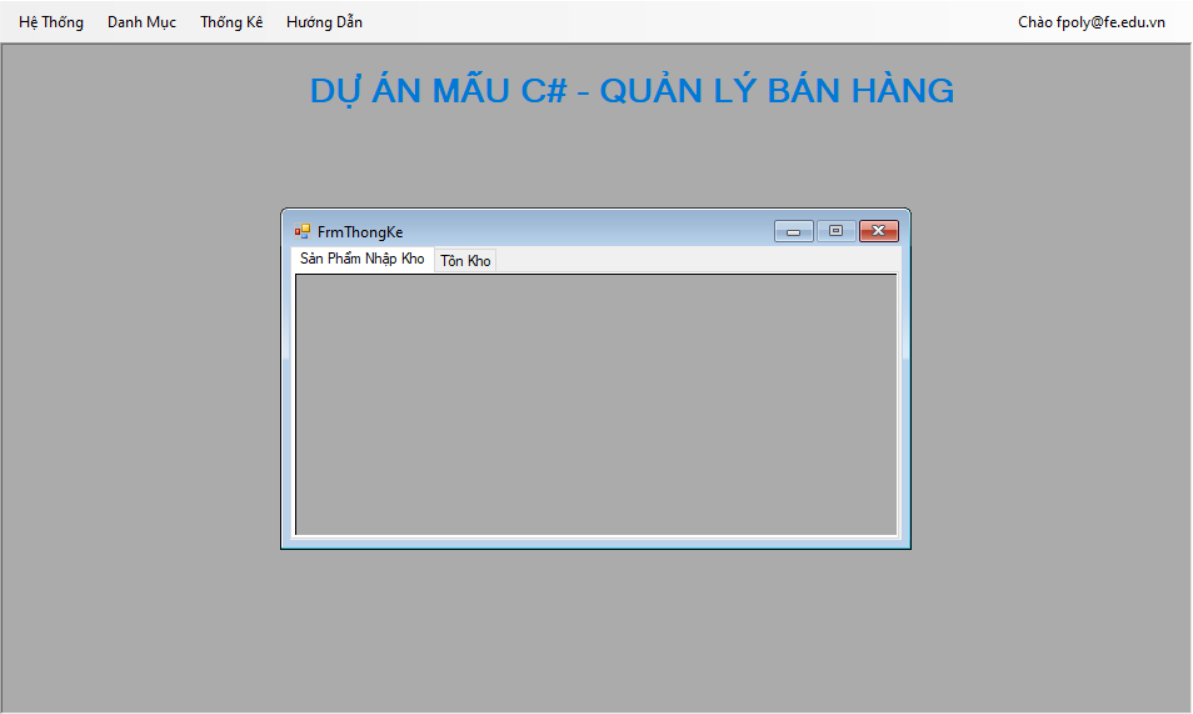 Hệ Thống Danh Mục Thống Kê Hướng Dẫn Chào fpoly@fe.edu.vn
DỰ ÁN MẪU C# - QUẢN LÝ BÁN HÀNG
FrmThongKe
Sản Phẩm Nhập Kho Tồn Kho